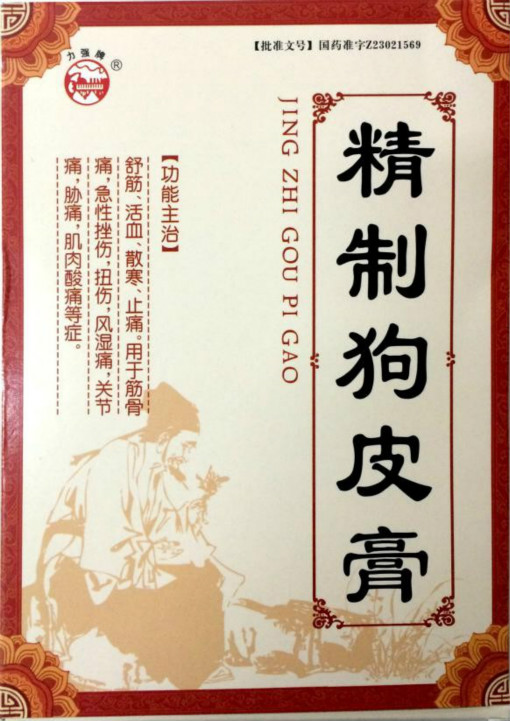 力强牌
®
【批准文号】国药准字Z23021569
精制狗皮膏
JING ZHI GOU PI GAO
【功能主治】
舒筋、活血、散寒、止痛。用于筋骨
痛，急性挫伤，扭伤，风湿痛，关节
痛，胁痛，肌肉酸痛等症。